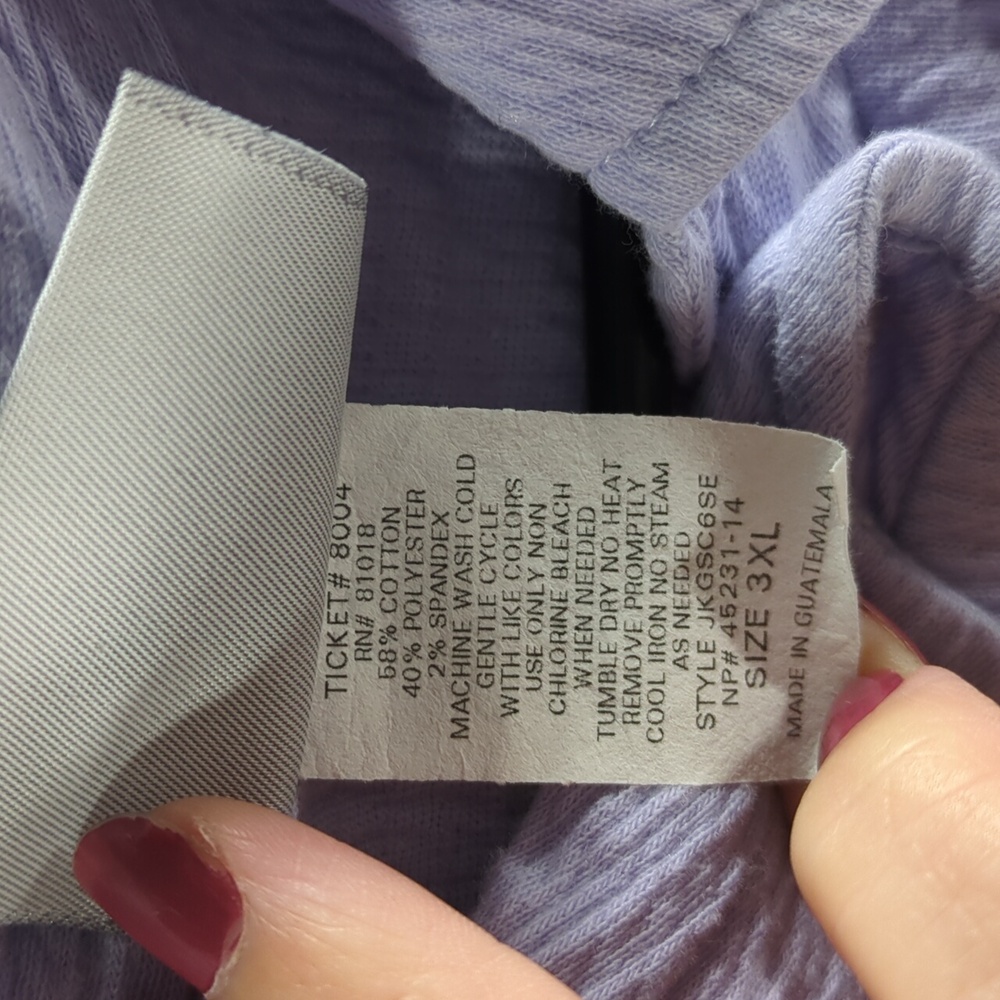 TICKET# 8004
RN# 81018
58% COTTON
40% POLYESTER
2% SPANDEX
MACHINE WASH COLD
GENTLE CYCLE
WITH LIKE COLORS
USE ONLY NON
CHLORINE BLEACH
WHEN NEEDED
TUMBLE DRY NO HEAT
REMOVE PROMPTLY
COOL IRON NO STEAM
AS NEEDED
STYLE JKGSC6SE
NP# 45231-14
SIZE 3XL
MADE IN GUATEMALA